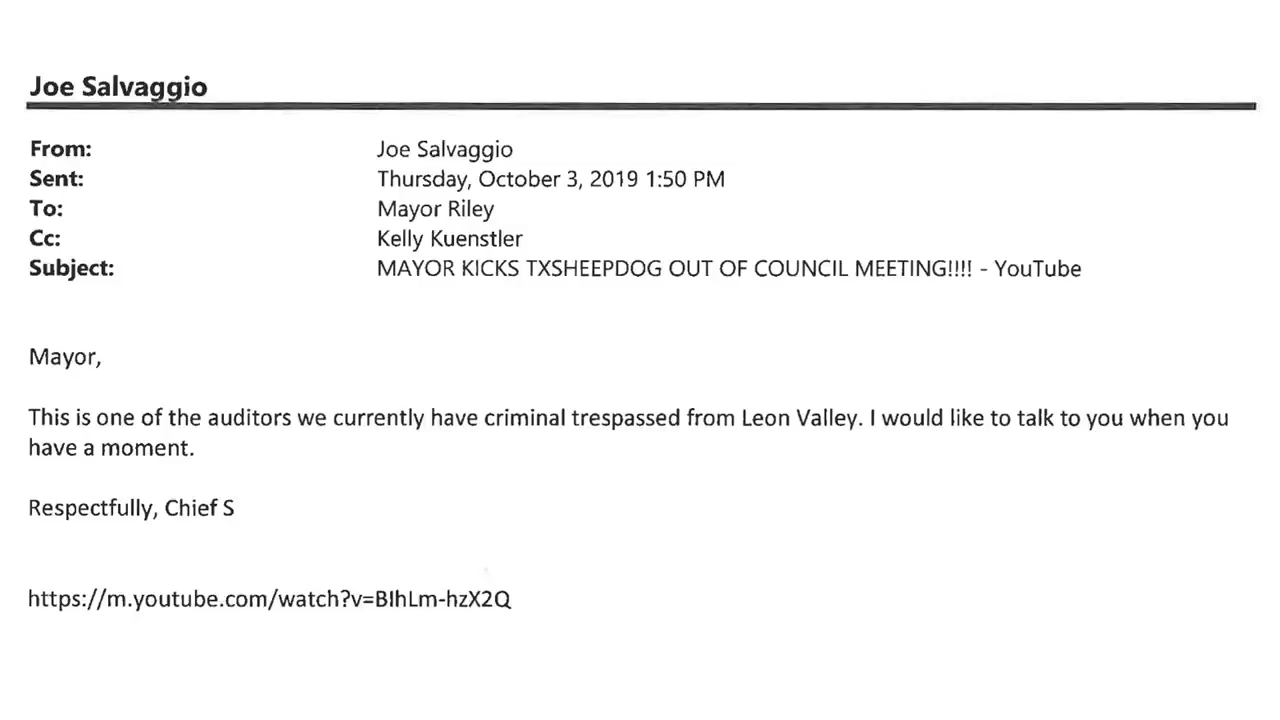 Joe Salvaggio
From: Joe Salvaggio
Sent: Thursday, October 3, 2019 1:50 PM
To: Mayor Riley
Cc: Kelly Kuenstler
Subject: MAYOR KICKS TXSHEEPDOG OUT OF COUNCIL MEETING!!!! - YouTube
Mayor,
This is one of the auditors we currently have criminal trespassed from Leon Valley. I would like to talk to you when you
have a moment.
Respectfully, Chief S
https://m.youtube.com/watch?v=BIhLm-hzX2Q